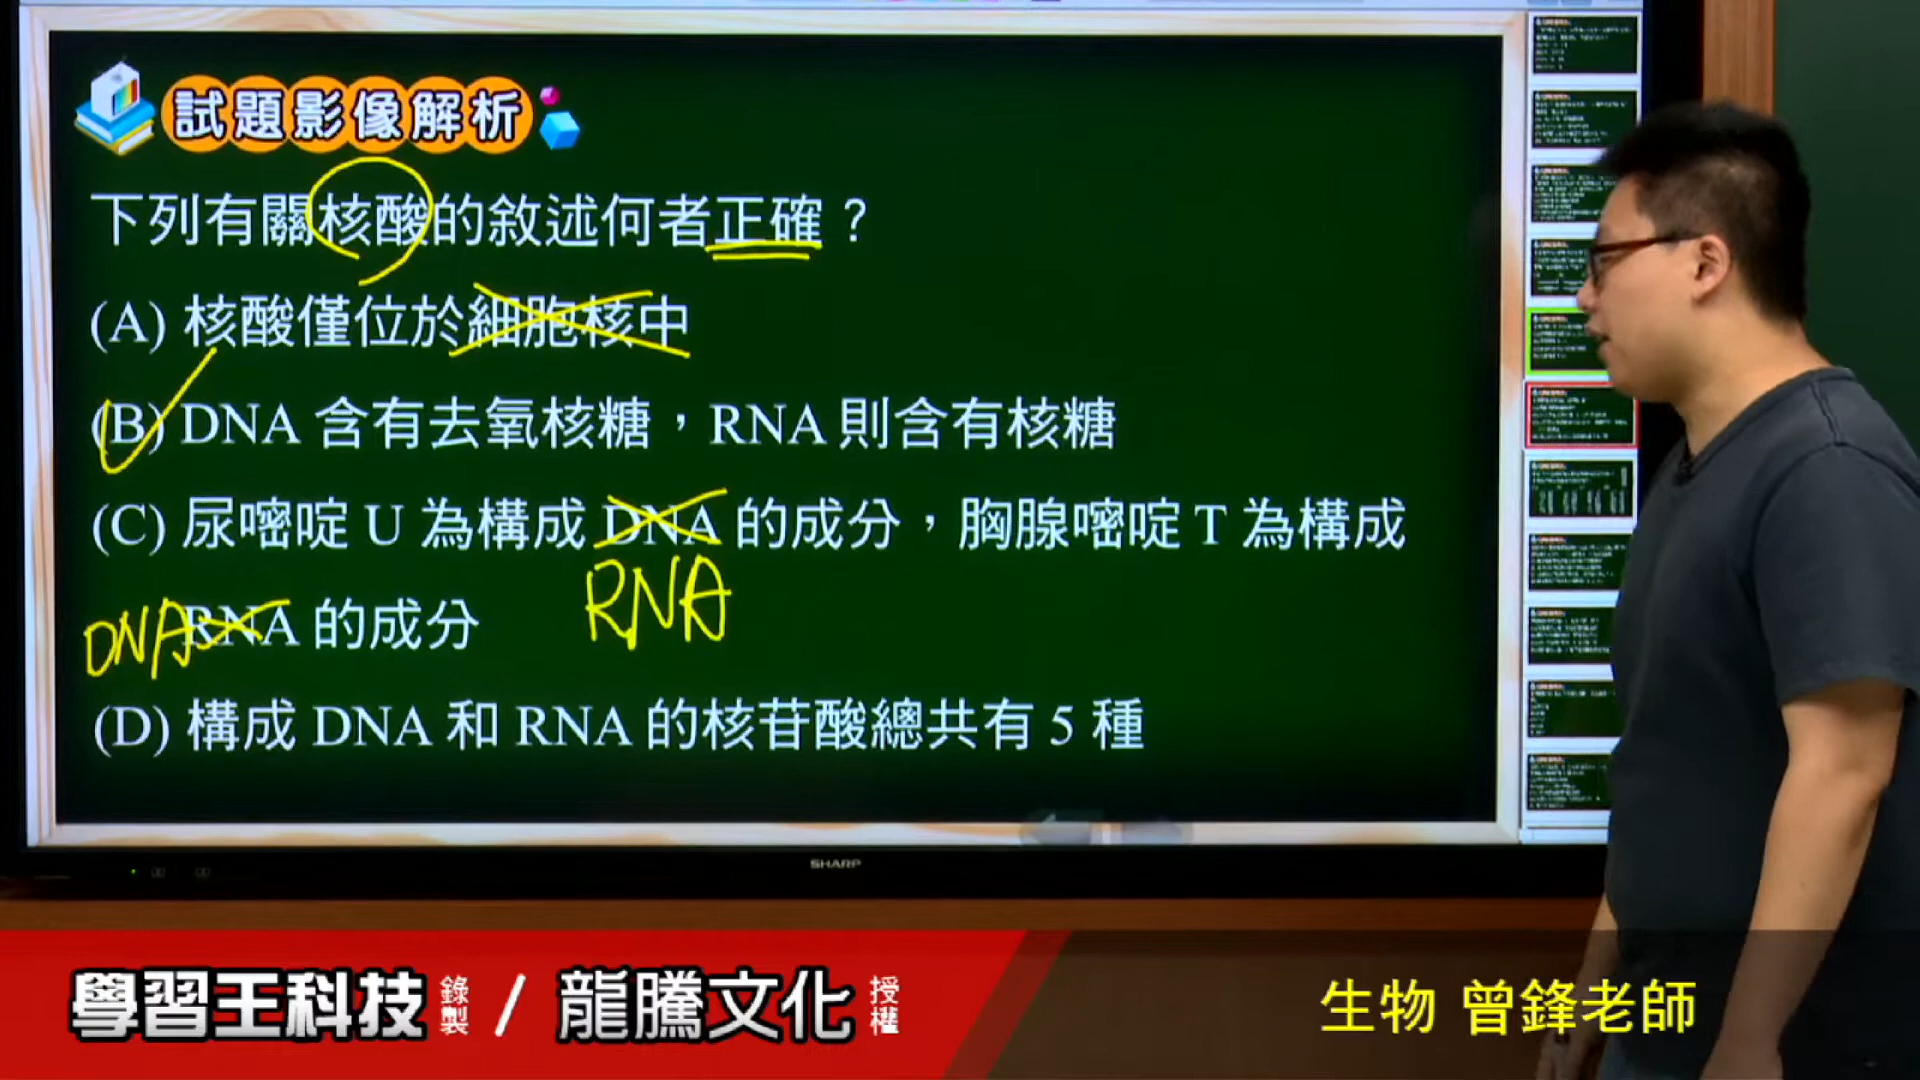 試題影像解析
下列有關核酸的敘述何者正確？
(A) 核酸僅位於細胞核中
(B) DNA 含有去氧核糖，RNA 則含有核糖
(C) 尿嘧啶 U 為構成 DNA 的成分，胸腺嘧啶 T 為構成
RNA
DNA RNA 的成分
(D) 構成 DNA 和 RNA 的核苷酸總共有 5 種
SHARP
學習王科技 錄製 / 龍騰文化 授權
生物 曾鋒老師